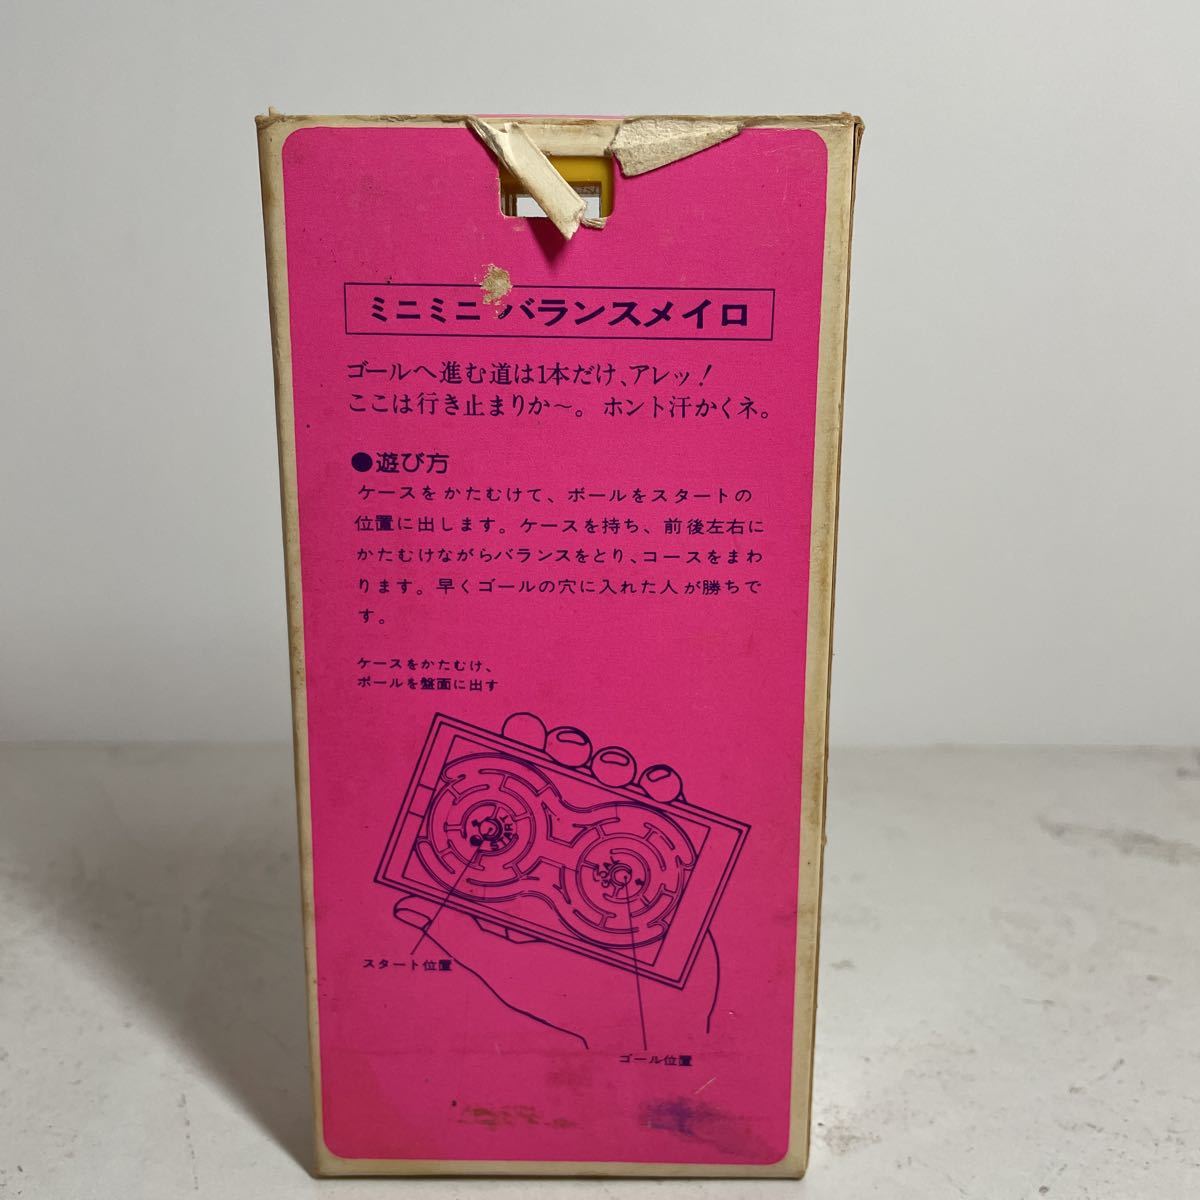 ミニミニバランスメイロ
ゴールへ進む道は1本だけ、アレッ!
ここは行き止まりか〜。ホント汗かくネ。
●遊び方
ケースをかたむけて、ボールをスタートの
位置に出します。ケースを持ち、前後左右に
かたむけながらバランスをとり、コースをまわ
ります。早くゴールの穴に入れた人が勝ちで
す。
ケースをかたむけ、
ボールを盤面に出す
START
GOAL
スタート位置
ゴール位置